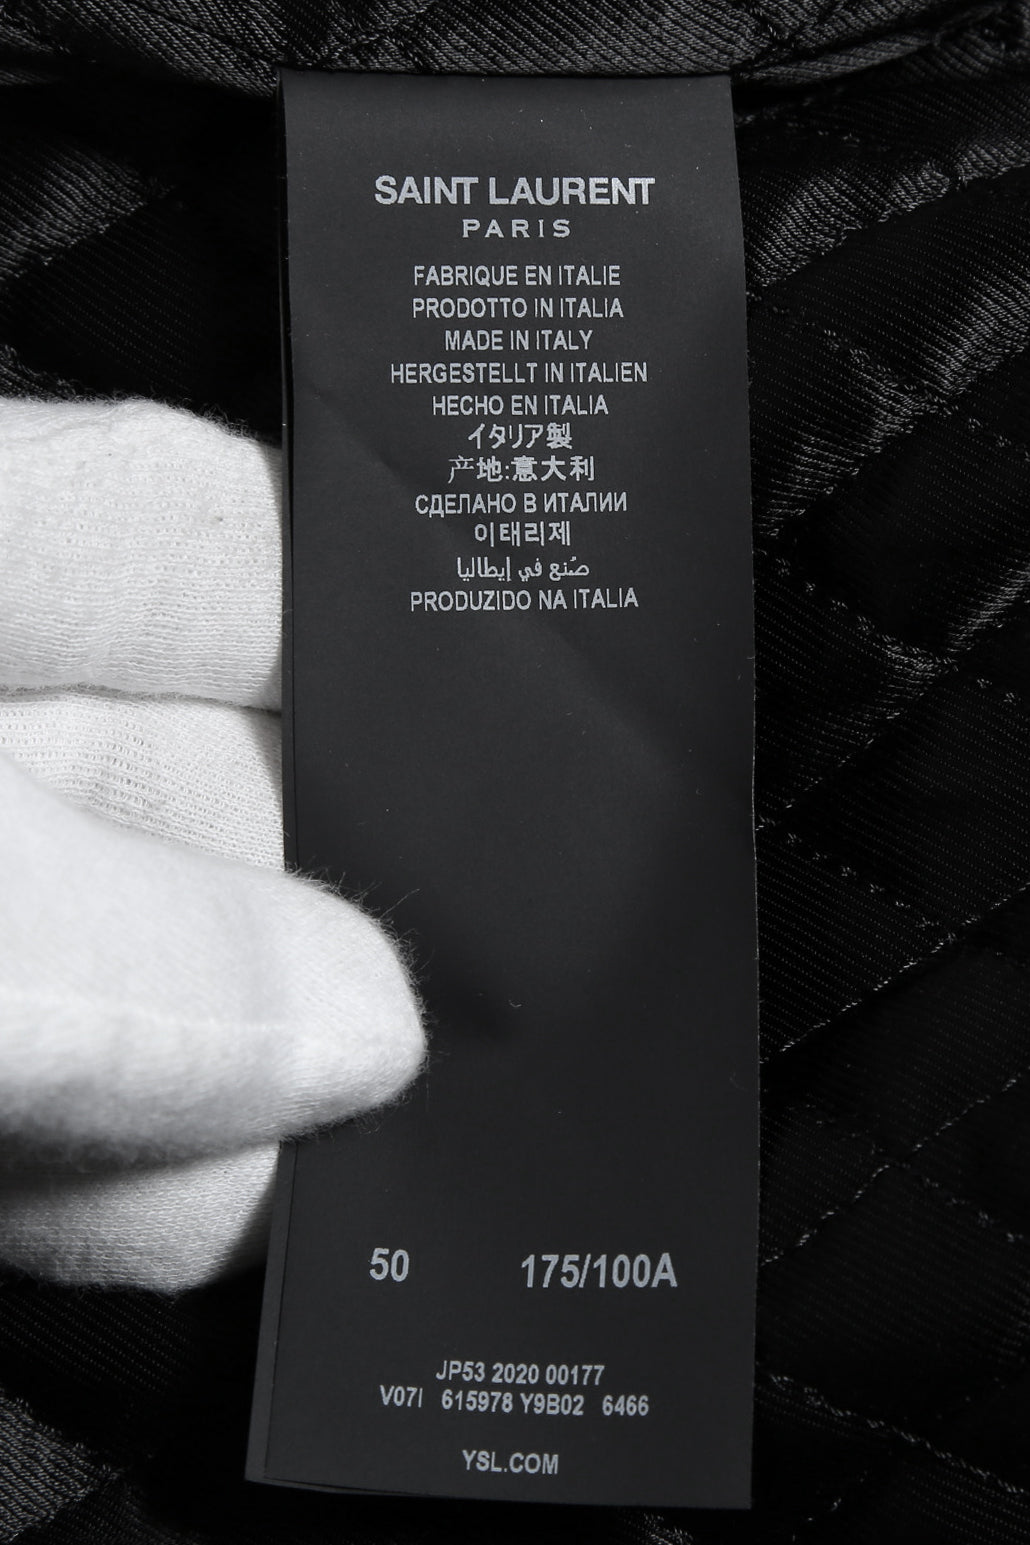 SAINT LAURENT
PARIS
FABRIQUE EN ITALIE
PRODOTTO IN ITALIA
MADE IN ITALY
HERGESTELLT IN ITALIEN
HECHO EN ITALIA
イタリア製
产地:意大利
СДЕЛАНО В ИТАЛИИ
이태리제
صُنع في إيطاليا
PRODUZIDO NA ITALIA
50 175/100A
JP53 2020 00177
V07I 615978 Y9B02 6466
YSL.COM